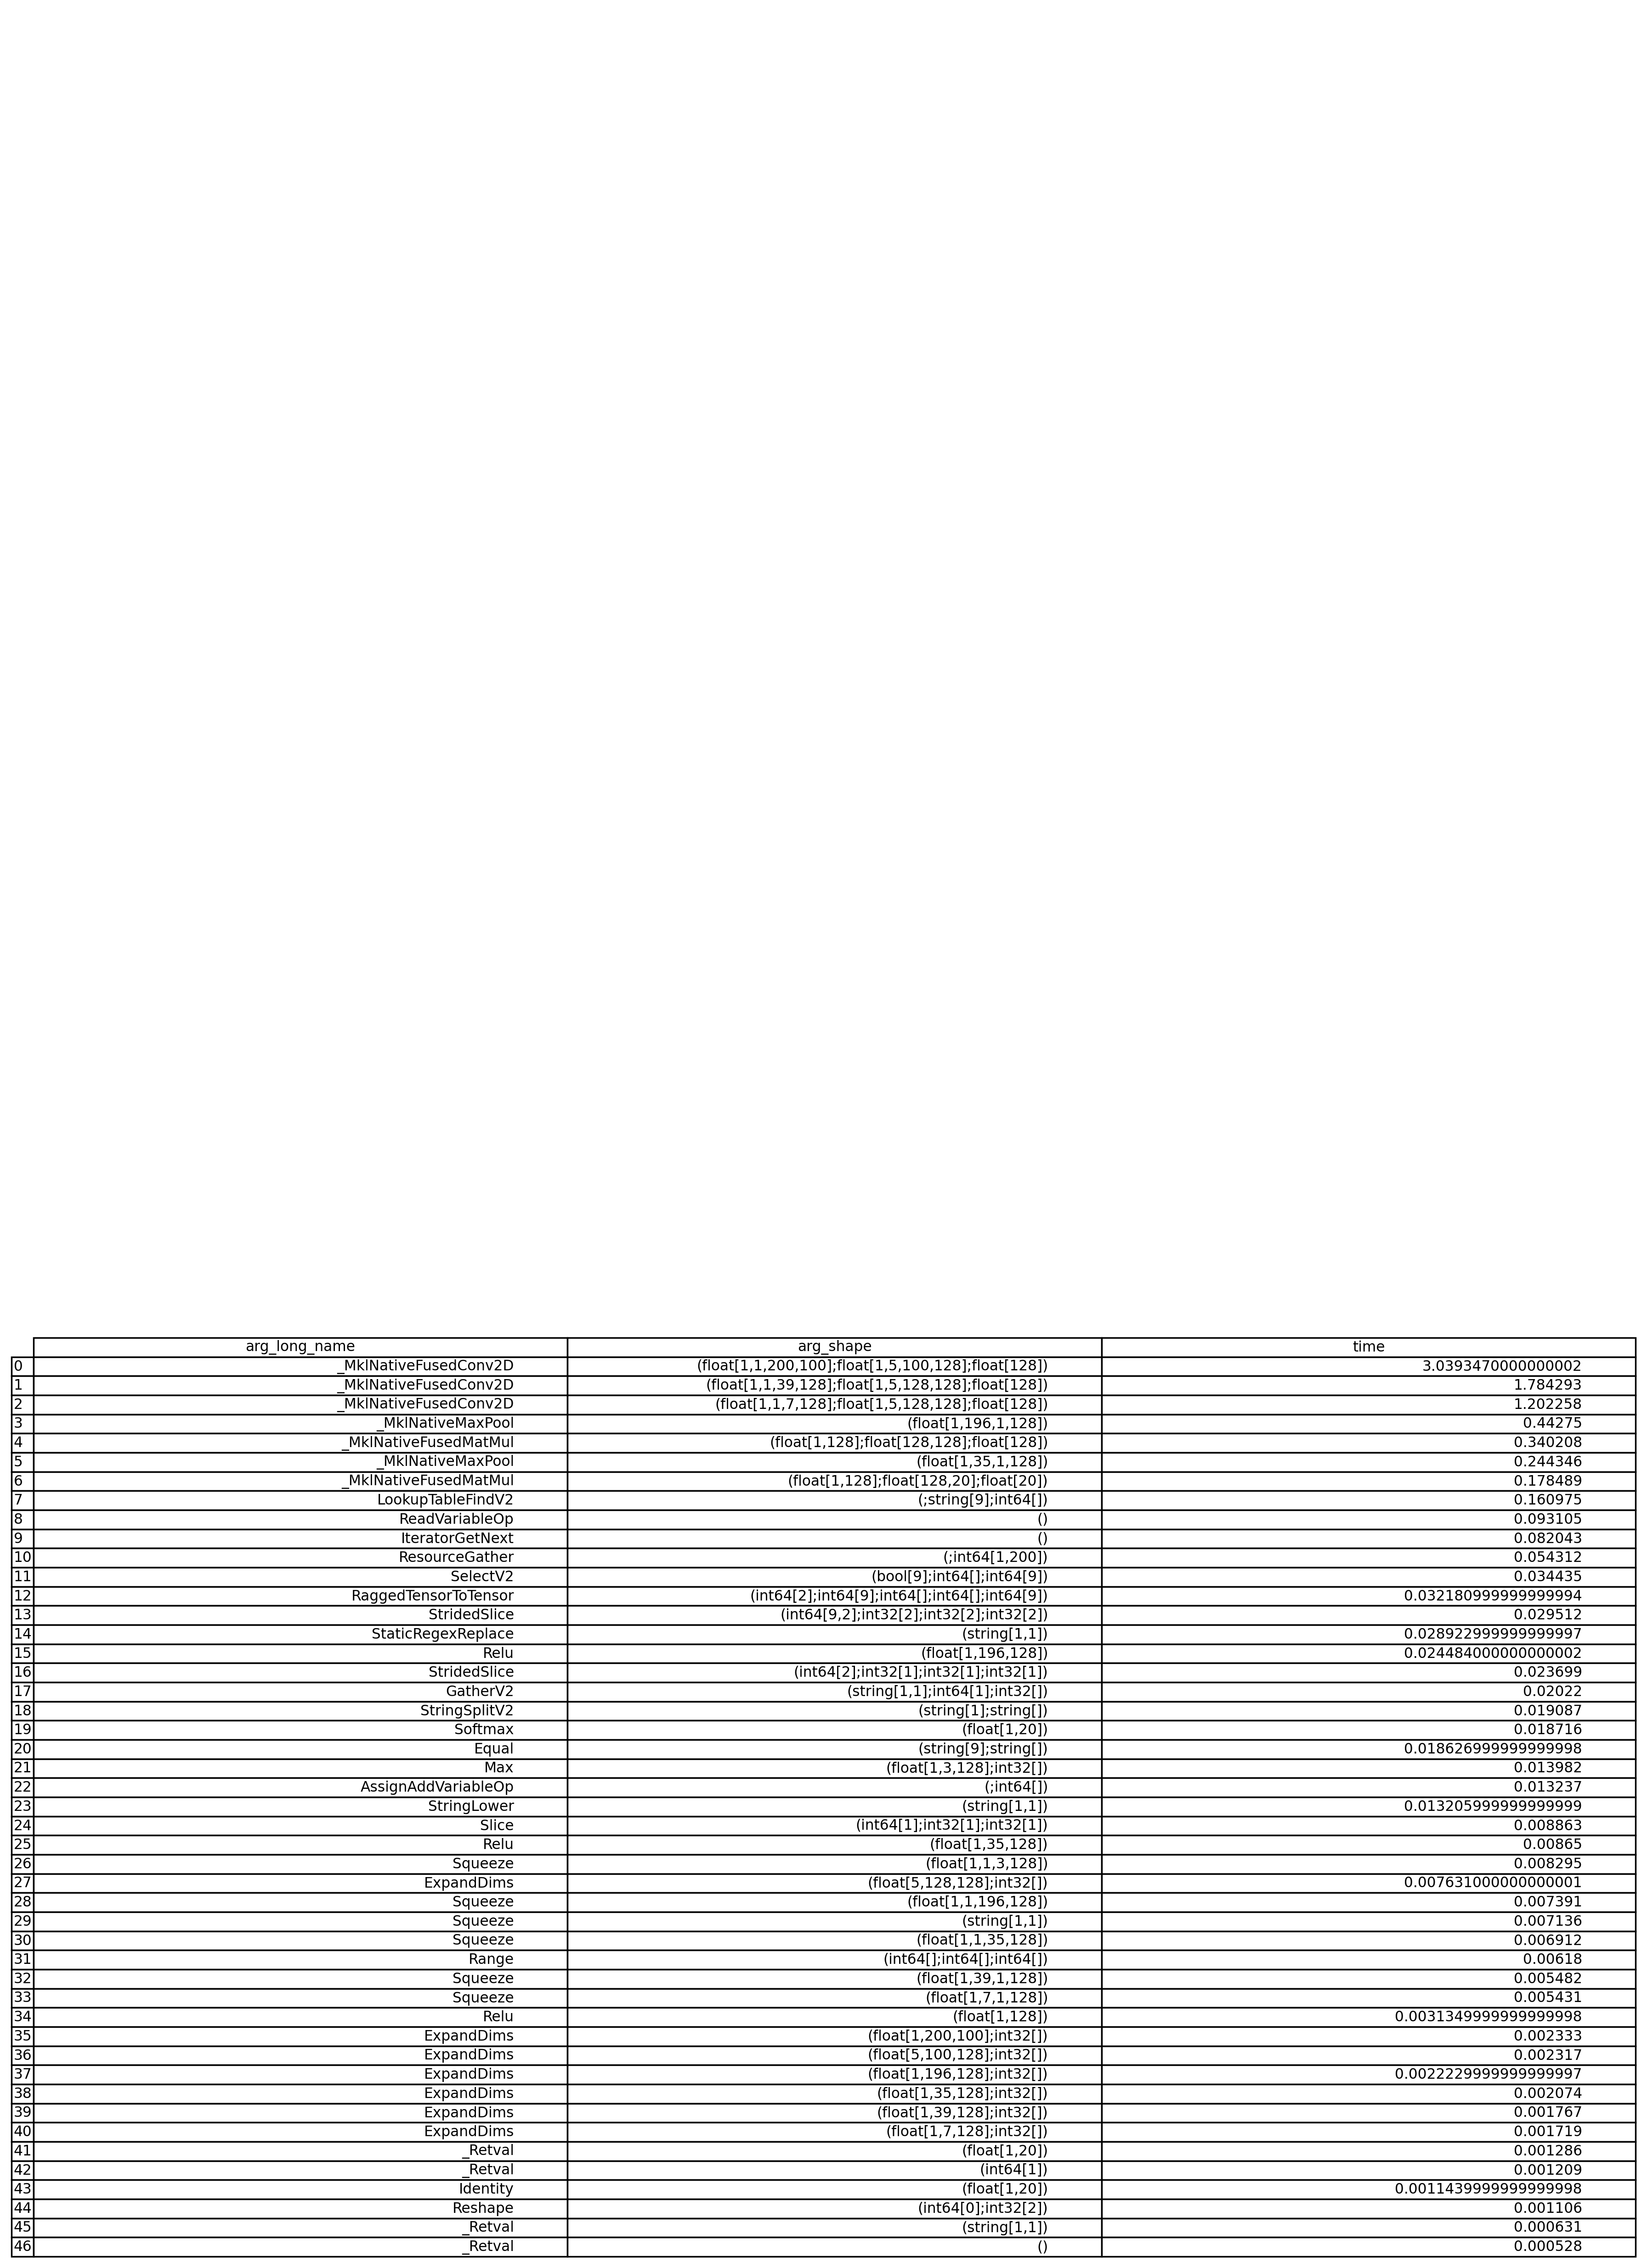 arg_long_name arg_shape time
0 _MklNativeFusedConv2D (float[1,1,200,100];float[1,5,100,128];float[128]) 3.0393470000000002
1 _MklNativeFusedConv2D (float[1,1,39,128];float[1,5,128,128];float[128]) 1.784293
2 _MklNativeFusedConv2D (float[1,1,7,128];float[1,5,128,128];float[128]) 1.202258
3 _MklNativeMaxPool (float[1,196,1,128]) 0.44275
4 _MklNativeFusedMatMul (float[1,128];float[128,128];float[128]) 0.340208
5 _MklNativeMaxPool (float[1,35,1,128]) 0.244346
6 _MklNativeFusedMatMul (float[1,128];float[128,20];float[20]) 0.178489
7 LookupTableFindV2 (;string[9];int64[]) 0.160975
8 ReadVariableOp () 0.093105
9 IteratorGetNext () 0.082043
10 ResourceGather (;int64[1,200]) 0.054312
11 SelectV2 (bool[9];int64[];int64[9]) 0.034435
12 RaggedTensorToTensor (int64[2];int64[9];int64[];int64[];int64[9]) 0.032180999999999994
13 StridedSlice (int64[9,2];int32[2];int32[2];int32[2]) 0.029512
14 StaticRegexReplace (string[1,1]) 0.028922999999999997
15 Relu (float[1,196,128]) 0.024484000000000002
16 StridedSlice (int64[2];int32[1];int32[1];int32[1]) 0.023699
17 GatherV2 (string[1,1];int64[1];int32[]) 0.02022
18 StringSplitV2 (string[1];string[]) 0.019087
19 Softmax (float[1,20]) 0.018716
20 Equal (string[9];string[]) 0.018626999999999998
21 Max (float[1,3,128];int32[]) 0.013982
22 AssignAddVariableOp (;int64[]) 0.013237
23 StringLower (string[1,1]) 0.013205999999999999
24 Slice (int64[1];int32[1];int32[1]) 0.008863
25 Relu (float[1,35,128]) 0.00865
26 Squeeze (float[1,1,3,128]) 0.008295
27 ExpandDims (float[5,128,128];int32[]) 0.007631000000000001
28 Squeeze (float[1,1,196,128]) 0.007391
29 Squeeze (string[1,1]) 0.007136
30 Squeeze (float[1,1,35,128]) 0.006912
31 Range (int64[];int64[];int64[]) 0.00618
32 Squeeze (float[1,39,1,128]) 0.005482
33 Squeeze (float[1,7,1,128]) 0.005431
34 Relu (float[1,128]) 0.0031349999999999998
35 ExpandDims (float[1,200,100];int32[]) 0.002333
36 ExpandDims (float[5,100,128];int32[]) 0.002317
37 ExpandDims (float[1,196,128];int32[]) 0.0022229999999999997
38 ExpandDims (float[1,35,128];int32[]) 0.002074
39 ExpandDims (float[1,39,128];int32[]) 0.001767
40 ExpandDims (float[1,7,128];int32[]) 0.001719
41 _Retval (float[1,20]) 0.001286
42 _Retval (int64[1]) 0.001209
43 Identity (float[1,20]) 0.0011439999999999998
44 Reshape (int64[0];int32[2]) 0.001106
45 _Retval (string[1,1]) 0.000631
46 _Retval () 0.000528